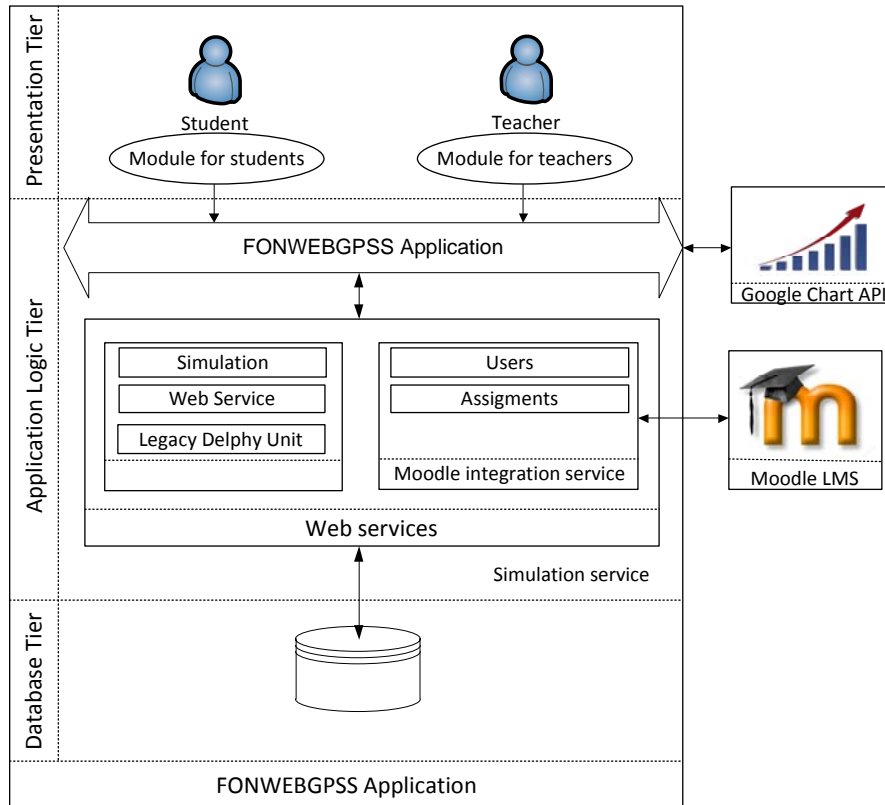 Presentation Tier
Student
Teacher
Module for students
Module for teachers
Application Logic Tier
FONWEBGPSS Application
Google Chart API
Simulation
Web Service
Legacy Delphy Unit
Users
Assigments
Moodle integration service
m
Moodle LMS
Web services
Simulation service
Database Tier
FONWEBGPSS Application